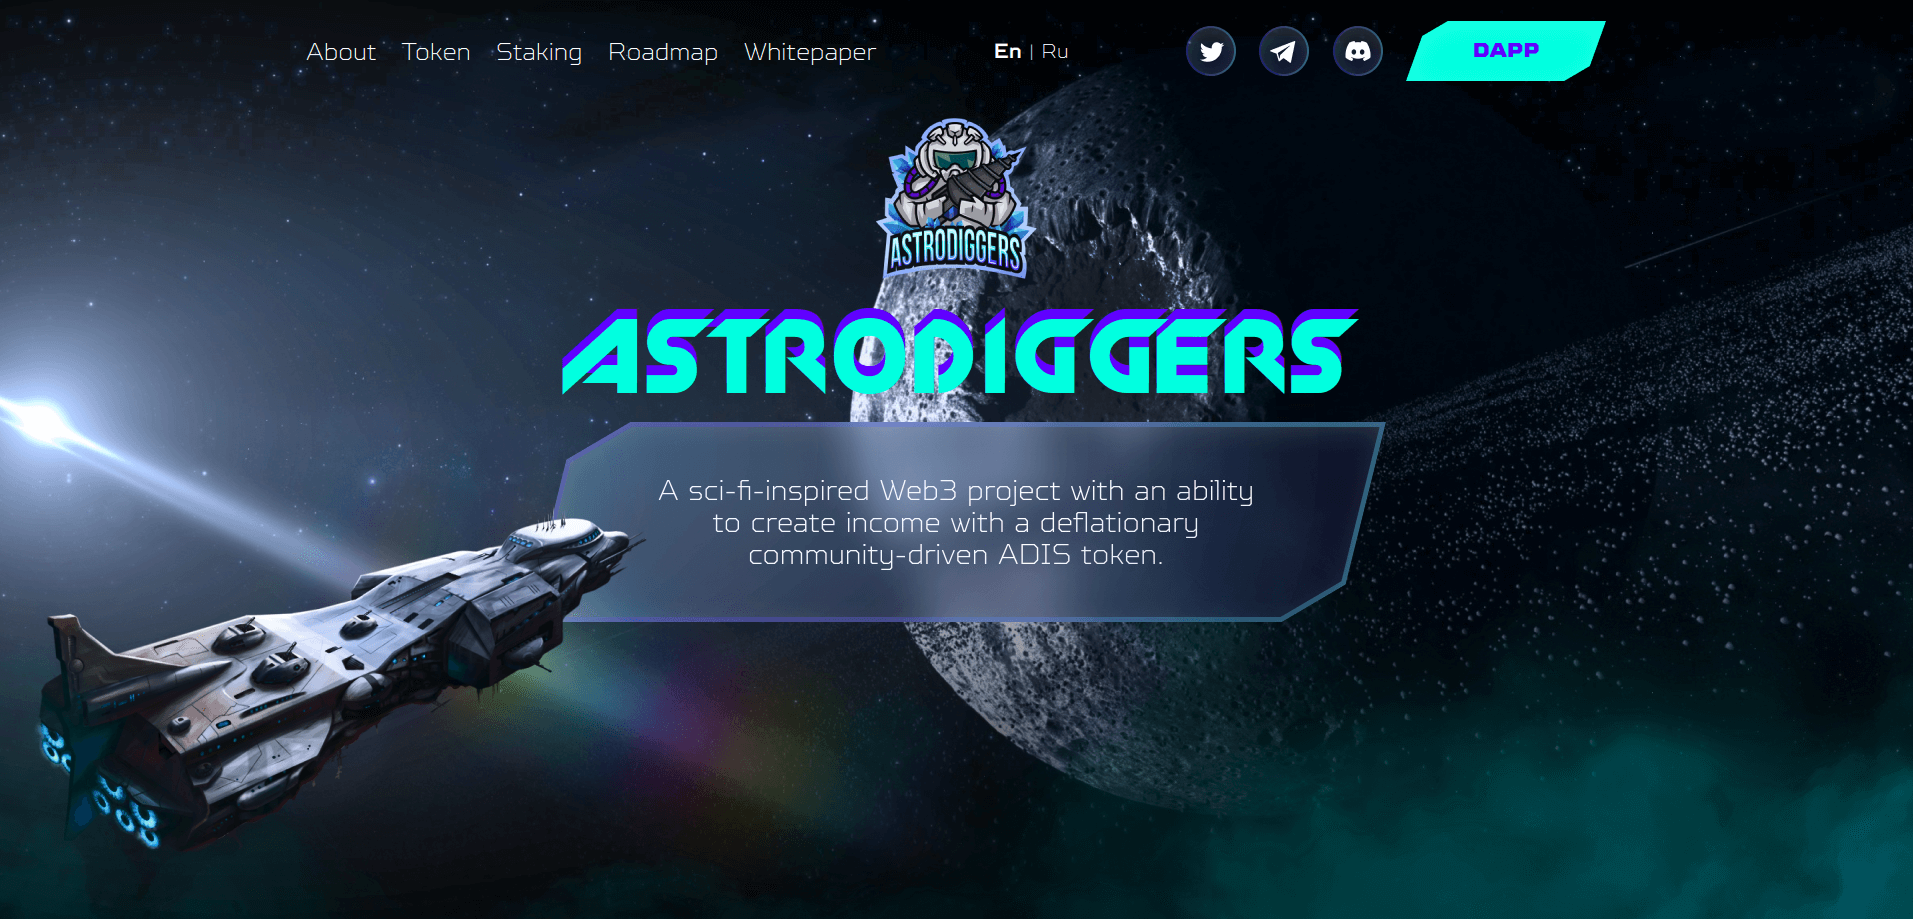 About Token Staking Roadmap Whitepaper En | Ru DAPP
ASTRODIGGERS
ASTRODIGGERS
A sci-fi-inspired Web3 project with an ability
to create income with a deflationary
community-driven ADIS token.